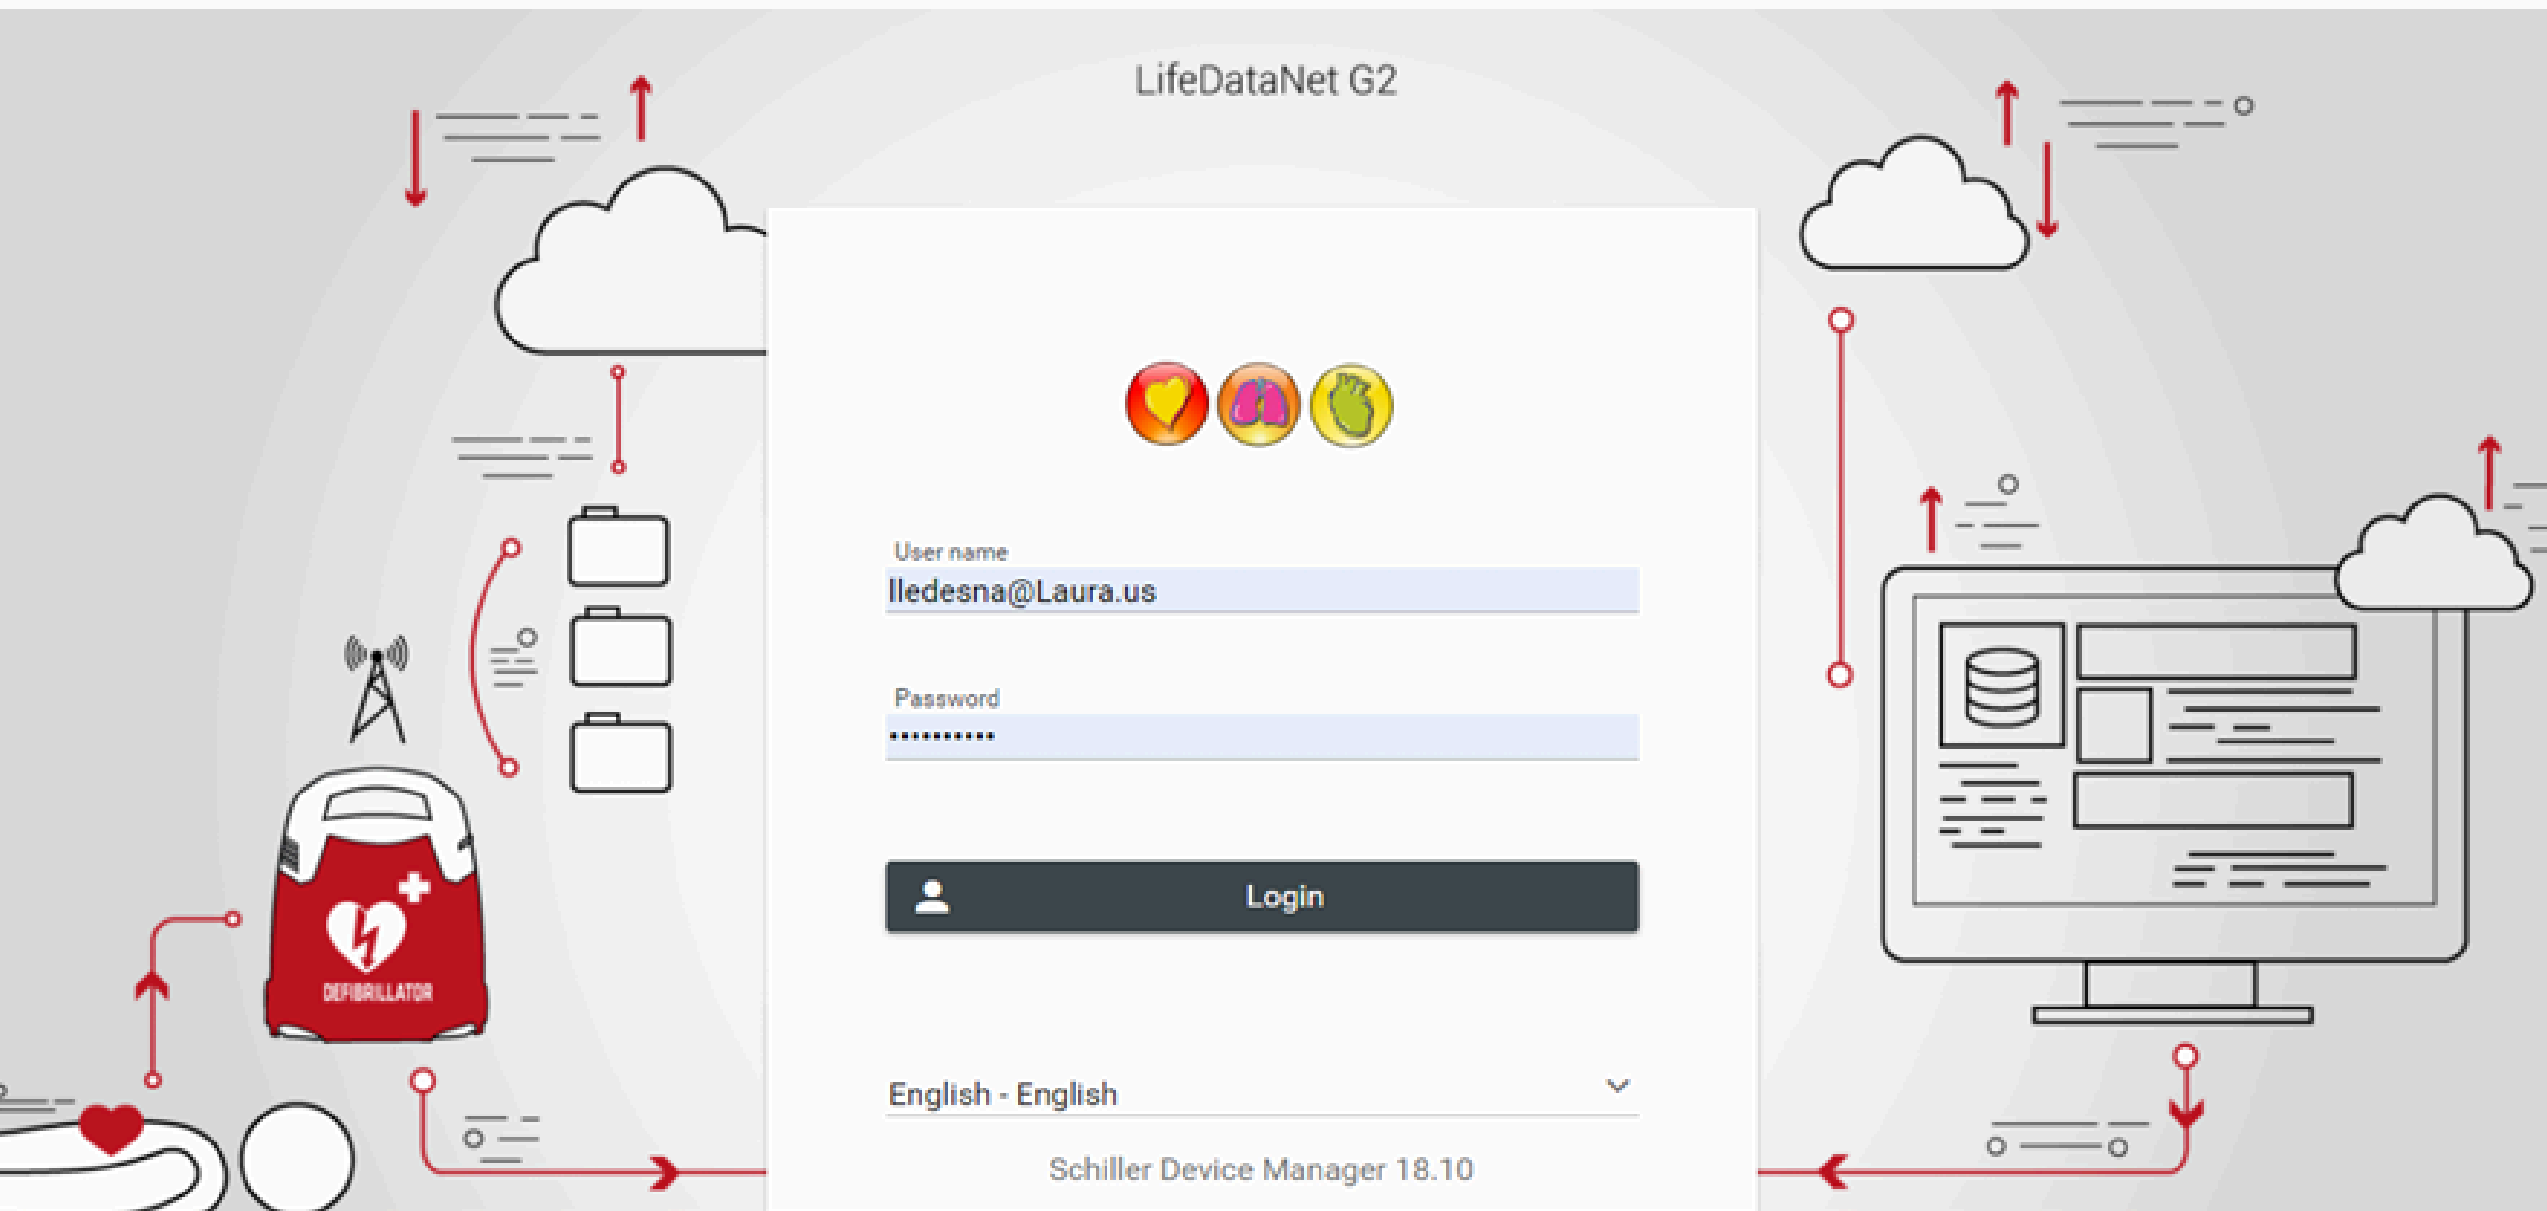 LifeDataNet G2
User name
lledesna@Laura.us
Password
••••••••••
Login
DEFIBRILLATOR
English - English
Schiller Device Manager 18.10